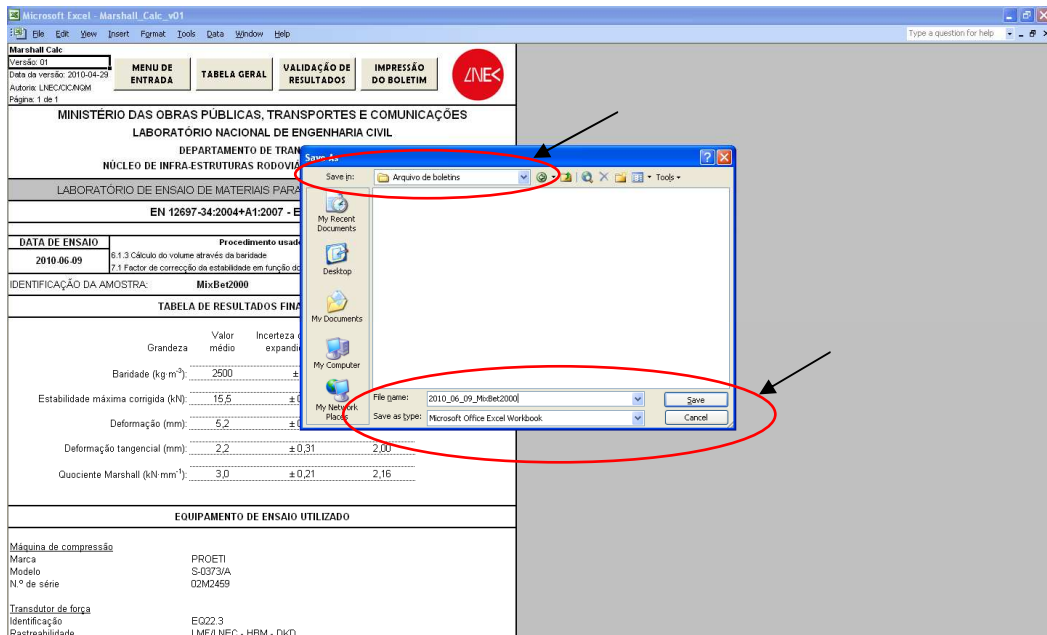 Microsoft Excel - Marshall_Calc_v01
File Edit View Insert Format Tools Data Window Help
Type a question for help
Marshall Calc
Versão: 01
Data da versão: 2010-04-29
Autoria: LNEC/CIC/NQM
Página: 1 de 1
MENU DE ENTRADA
TABELA GERAL
VALIDAÇÃO DE RESULTADOS
IMPRESSÃO DO BOLETIM
LNEC
MINISTÉRIO DAS OBRAS PÚBLICAS, TRANSPORTES E COMUNICAÇÕES
LABORATÓRIO NACIONAL DE ENGENHARIA CIVIL
DEPARTAMENTO DE TRAN
NÚCLEO DE INFRA-ESTRUTURAS RODOVIÁ
LABORATÓRIO DE ENSAIO DE MATERIAIS PARA
EN 12697-34:2004+A1:2007 - E
DATA DE ENSAIO
Procedimento usado
2010-06-09
6.1.3 Cálculo do volume através da baridade
7.1 Factor de correcção da estabilidade em função do
IDENTIFICAÇÃO DA AMOSTRA: MixBet2000
TABELA DE RESULTADOS FINA
Grandeza
Valor médio
Incerteza
expandi
Baridade (kg·m-3): 2500 ±
Estabilidade máxima corrigida (kN): 15,5 ±
Deformação (mm): 5,2 ±
Deformação tangencial (mm): 2,2 ± 0,31 2,00
Quociente Marshall (kN·mm-1): 3,0 ± 0,21 2,16
EQUIPAMENTO DE ENSAIO UTILIZADO
Máquina de compressão
Marca PROETI
Modelo S-0373/A
N.º de série 02M2459
Transdutor de força
Identificação EQ22.3
Rastreabilidade LME/LNEC - HBM - DKD
Save As
Save in: Arquivo de boletins
Tools
My Recent Documents
Desktop
My Documents
My Computer
My Network Places
File name: 2010_06_09_MixBet2000
Save
Save as type: Microsoft Office Excel Workbook
Cancel